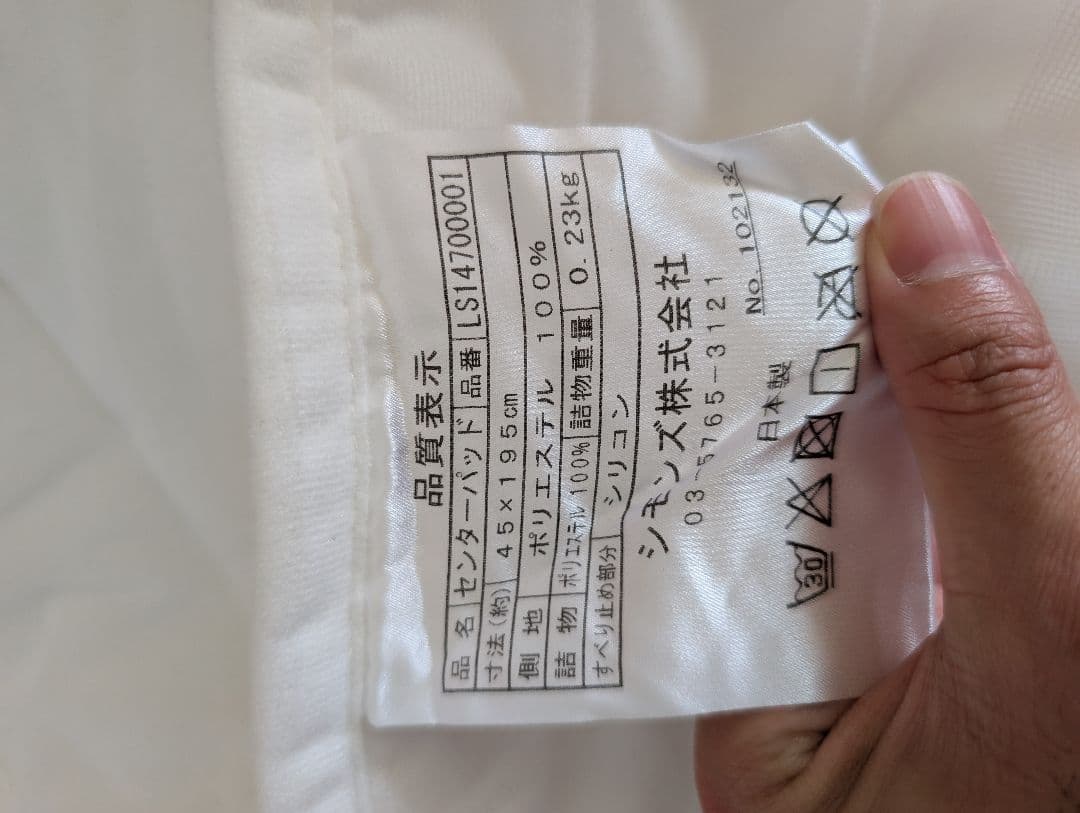 品質表示
品 名 センターパッド 品番 LS14700001
寸法(約) 45×195cm
側 地 ポリエステル 100%
詰 物 ポリエステル100% 詰物重量 0.23kg
すべり止め部分 シリコン
シモンズ株式会社
03-5765-3121
日本製 No.102132
30